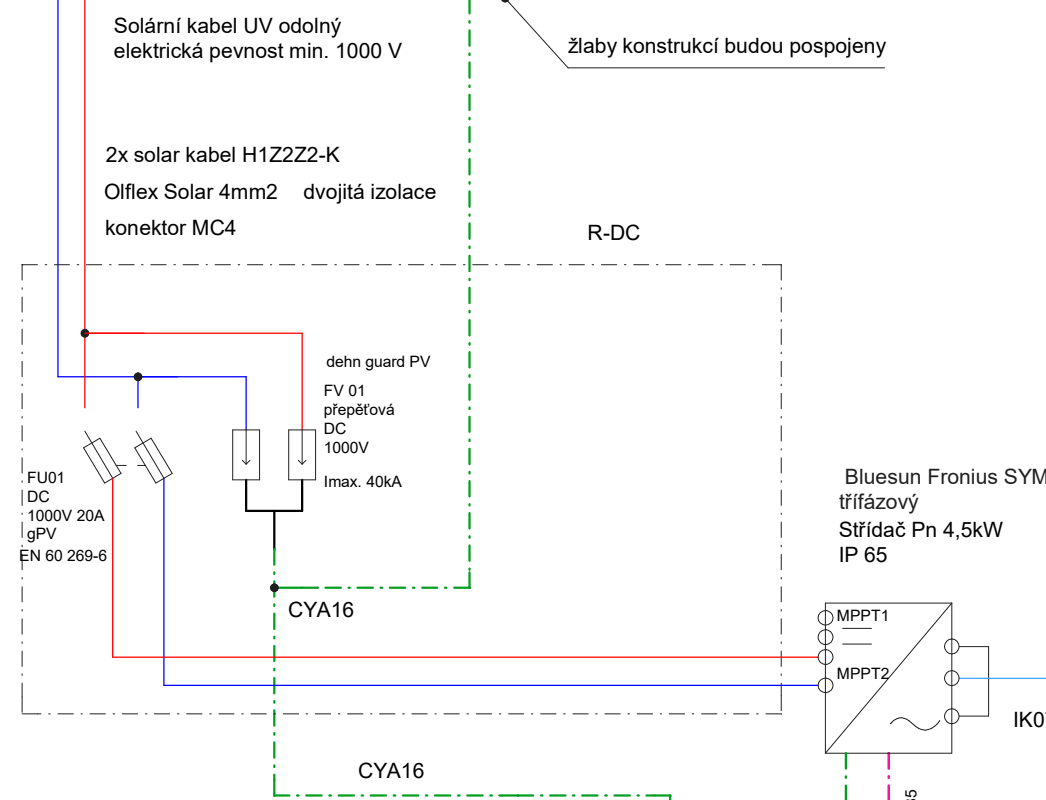 Solární kabel UV odolný
elektrická pevnost min. 1000 V
žlaby konstrukcí budou pospojeny
2x solar kabel H1Z2Z2-K
Olflex Solar 4mm2 dvojitá izolace
konektor MC4
R-DC
dehn guard PV
FV 01
přepěťová
DC
1000V
Imax. 40kA
FU01
DC
1000V 20A
gPV
EN 60 269-6
CYA16
Bluesun Fronius SYM
třífázový
Střídač Pn 4,5kW
IP 65
MPPT1
MPPT2
CYA16